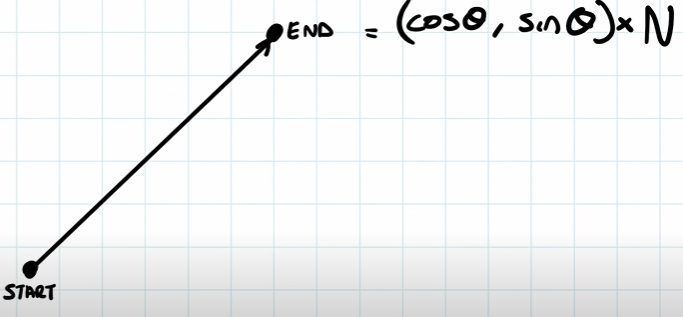 END = (cosθ, sinθ)×N
START